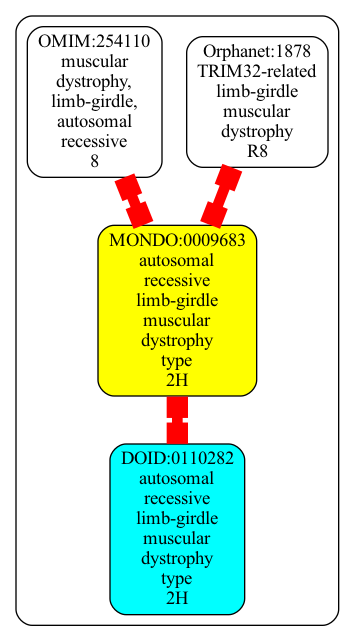 OMIM:254110
muscular
dystrophy,
limb-girdle,
autosomal
recessive
8
Orphanet:1878
TRIM32-related
limb-girdle
muscular
dystrophy
R8
MONDO:0009683
autosomal
recessive
limb-girdle
muscular
dystrophy
type
2H
DOID:0110282
autosomal
recessive
limb-girdle
muscular
dystrophy
type
2H